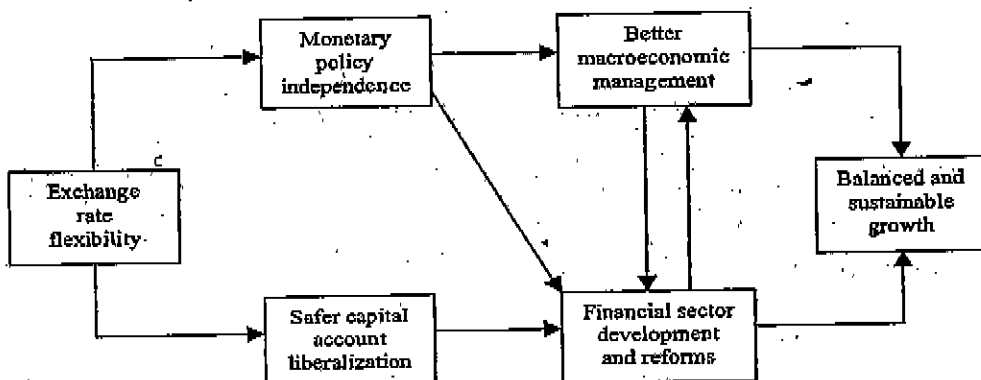 Monetary
policy
independence
Better
macroeconomic
management
Exchange
rate
flexibility
Balanced and
sustainable
growth
Safer capital
account
liberalization
Financial sector
development
and reforms